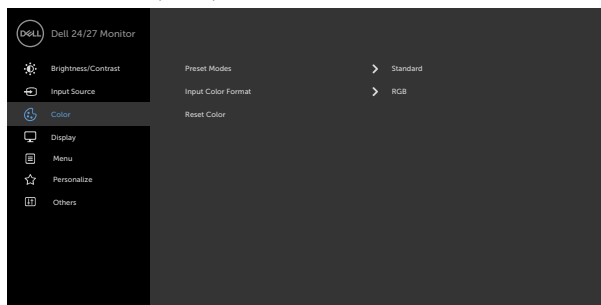 DELL Dell 24/27 Monitor
Brightness/Contrast Preset Modes Standard
Input Source Input Color Format RGB
Color Reset Color
Display
Menu
Personalize
Others